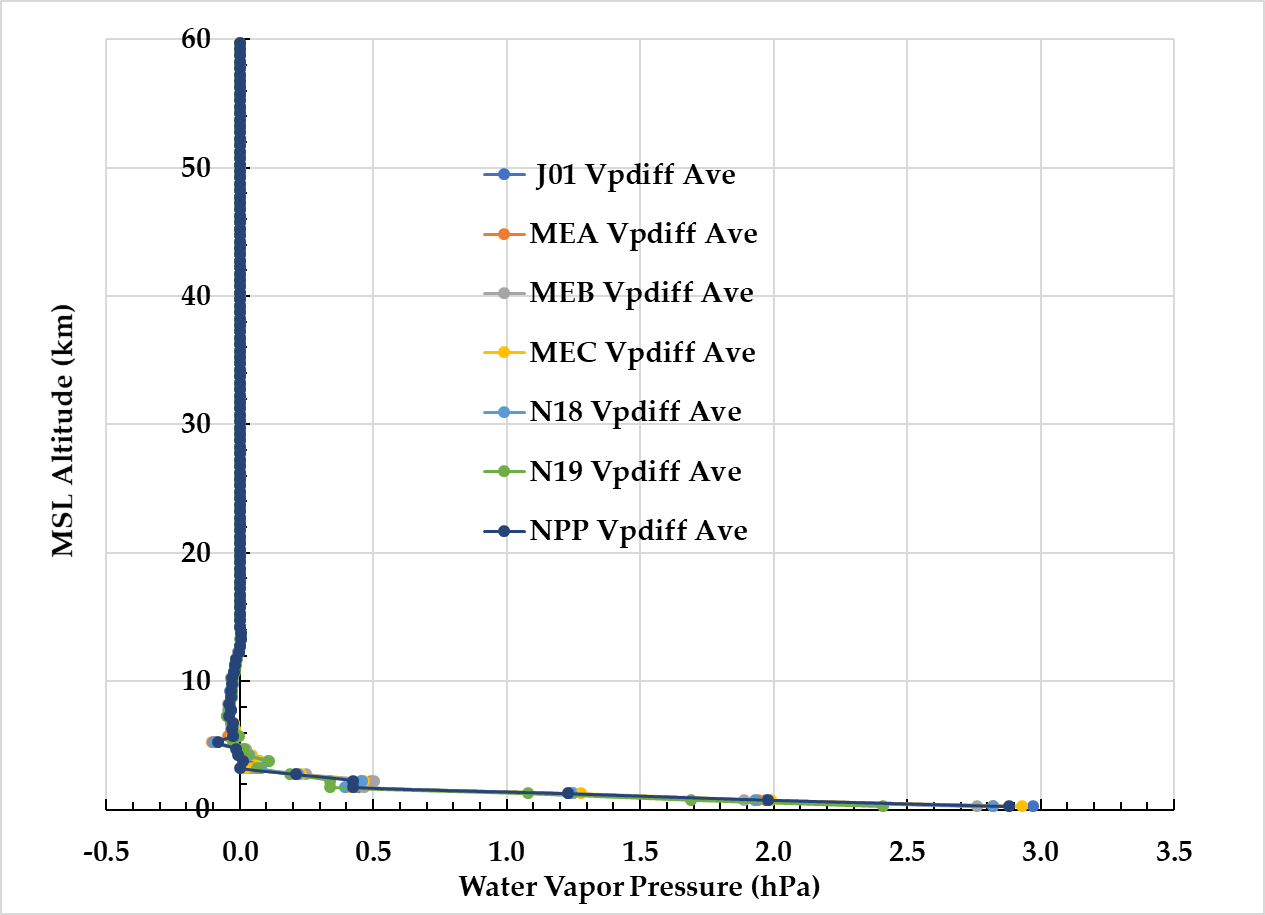 60
50
40
30
20
10
0
MSL Altitude (km)
J01 Vpdiff Ave
MEA Vpdiff Ave
MEB Vpdiff Ave
MEC Vpdiff Ave
N18 Vpdiff Ave
N19 Vpdiff Ave
NPP Vpdiff Ave
-0.5 0.0 0.5 1.0 1.5 2.0 2.5 3.0 3.5
Water Vapor Pressure (hPa)